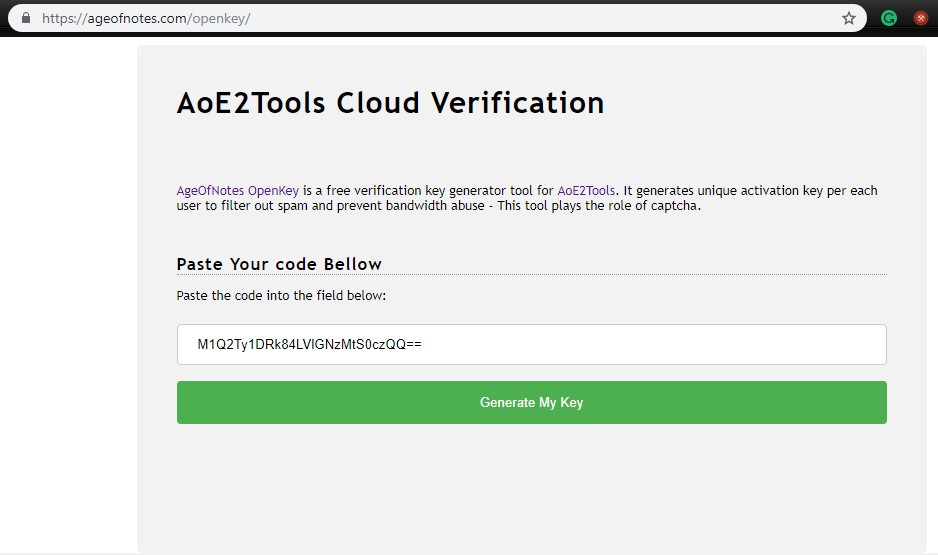 https://ageofnotes.com/openkey/
AoE2Tools Cloud Verification
AgeOfNotes OpenKey is a free verification key generator tool for AoE2Tools. It generates unique activation key per each
user to filter out spam and prevent bandwidth abuse - This tool plays the role of captcha.
Paste Your code Bellow
Paste the code into the field below:
M1Q2Ty1DRk84LVlGNzMtS0czQQ==
Generate My Key